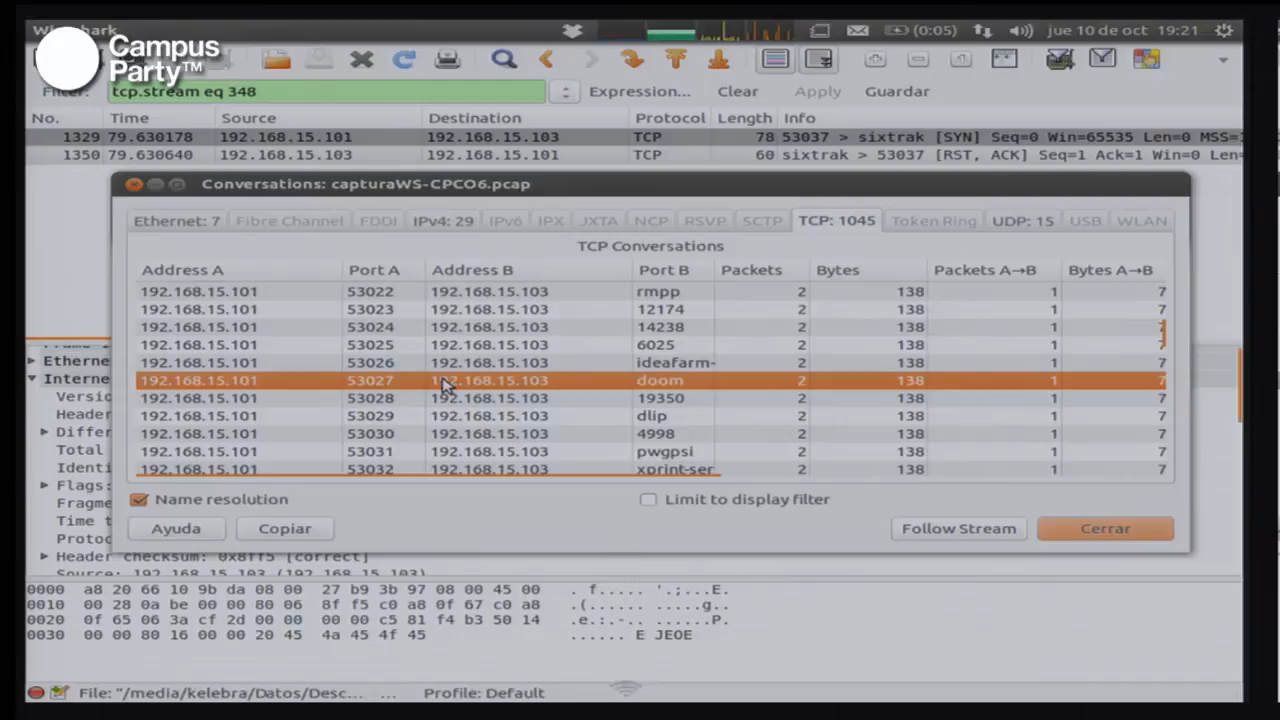 Wireshark
(0:05) jue 10 de oct 19:21
Campus
Party™
Filter: tcp.stream eq 348 Expression... Clear Apply Guardar
No. Time Source Destination Protocol Length Info
1329 79.630178 192.168.15.101 192.168.15.103 TCP 78 53037 > sixtrak [SYN] Seq=0 Win=65535 Len=0 MSS=1
1350 79.630640 192.168.15.103 192.168.15.101 TCP 60 sixtrak > 53037 [RST, ACK] Seq=1 Ack=1 Win=0 Len=
Conversations: capturaWS-CPCO6.pcap
Ethernet: 7 Fibre Channel FDDI IPv4: 29 IPv6 IPX JXTA NCP RSVP SCTP TCP: 1045 Token Ring UDP: 15 USB WLAN
TCP Conversations
Address A Port A Address B Port B Packets Bytes Packets A→B Bytes A→B
192.168.15.101 53022 192.168.15.103 rmpp 2 138 1 7
192.168.15.101 53023 192.168.15.103 12174 2 138 1 7
192.168.15.101 53024 192.168.15.103 14238 2 138 1 7
192.168.15.101 53025 192.168.15.103 6025 2 138 1 7
192.168.15.101 53026 192.168.15.103 ideafarm- 2 138 1 7
192.168.15.101 53027 192.168.15.103 doom 2 138 1 7
192.168.15.101 53028 192.168.15.103 19350 2 138 1 7
192.168.15.101 53029 192.168.15.103 dlip 2 138 1 7
192.168.15.101 53030 192.168.15.103 4998 2 138 1 7
192.168.15.101 53031 192.168.15.103 pwgpsi 2 138 1 7
192.168.15.101 53032 192.168.15.103 xprint-ser 2 138 1 7
Name resolution Limit to display filter
Ayuda Copiar Follow Stream Cerrar
Etherne
Interne
Versio
Header
Differ
Total
Identi
Flags:
Fragme
Time t
Protoc
Header checksum: 0x8ff5 [correct]
Source: 192.168.15.103 (192.168.15.103)
0000 a8 20 66 10 9b da 08 00 27 b9 3b 97 08 00 45 00 . f..... '.;...E.
0010 00 28 0a be 00 00 80 06 8f f5 c0 a8 0f 67 c0 a8 .(...... .....g..
0020 0f 65 06 3a cf 2d 00 00 00 00 c5 81 f4 b3 50 14 .e.:.-.. ......P.
0030 00 00 80 16 00 00 20 45 4a 45 4f 45 ...... E JEOE
File: "/media/kelebra/Datos/Desc... ... Profile: Default